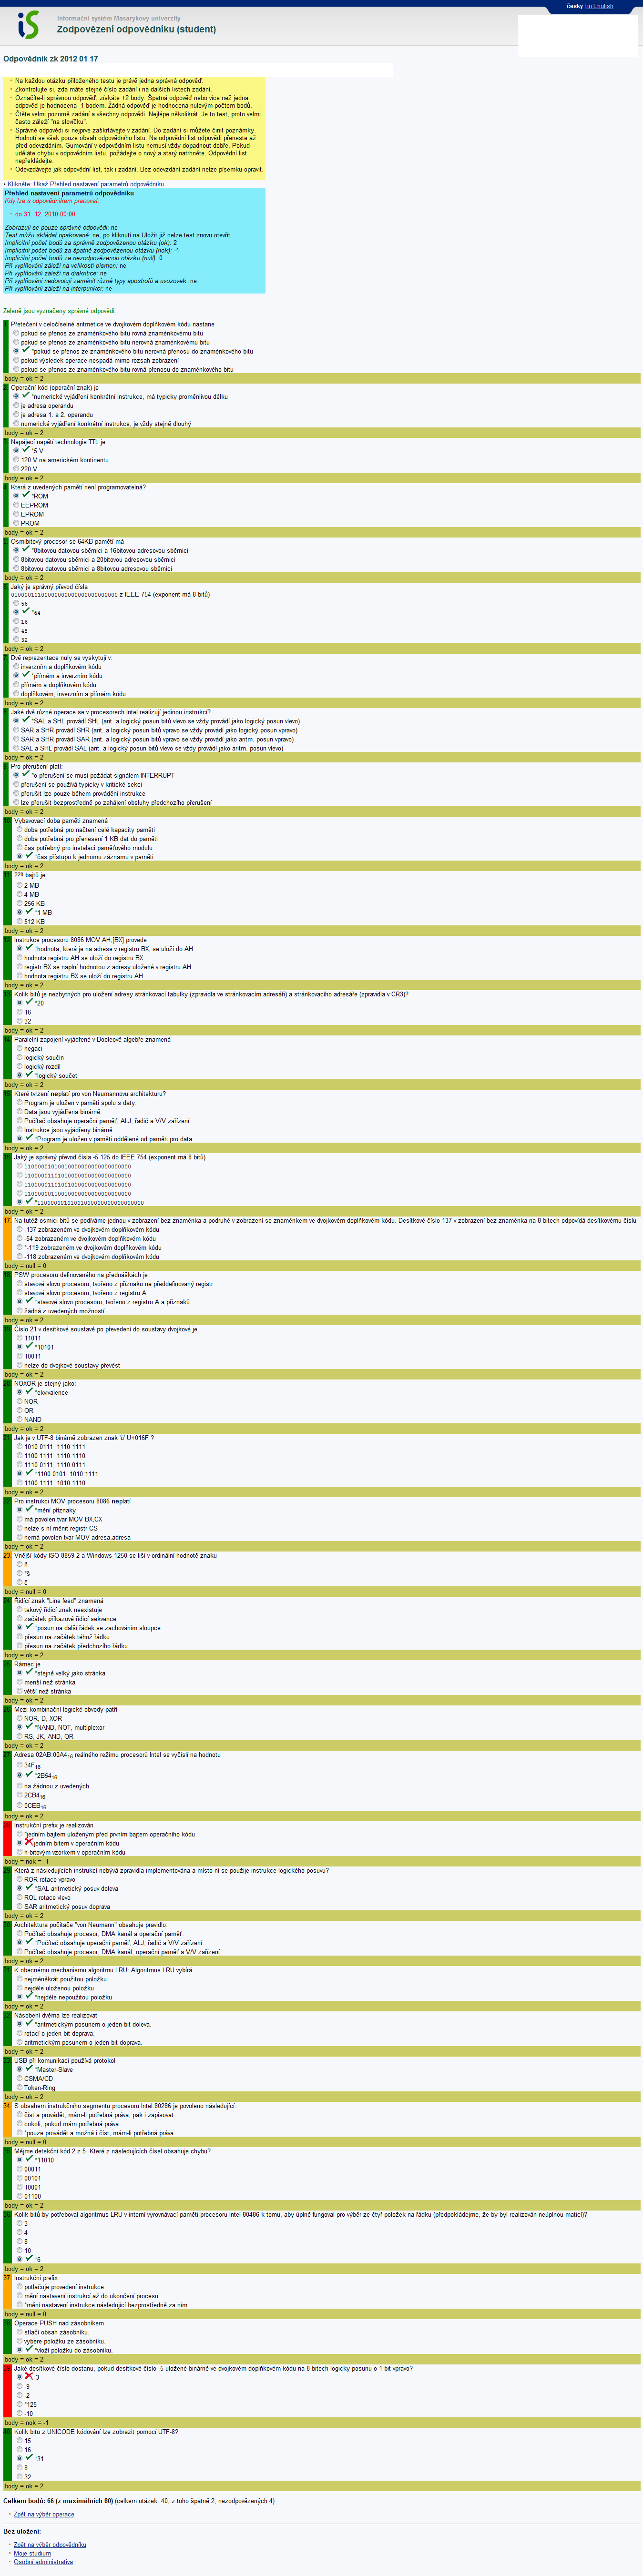 česky | in English
Informační systém Masarykovy univerzity
Zodpovězení odpovědníku (student)
Odpovědník zk 2012 01 17
Na každou otázku přiloženého testu je právě jedna správná odpověď.
Zkontrolujte si, zda máte stejné číslo zadání i na dalších listech zadání.
Označíte-li správnou odpověď, získáte +2 body. Špatná odpověď nebo více než jedna
odpověď je hodnocena -1 bodem. Žádná odpověď je hodnocena nulovým počtem bodů.
Čtěte velmi pozorně zadání a všechny odpovědi. Nejlépe několikrát. Je to test, proto velmi
často záleží "na slovíčku".
Správné odpovědi si nejprve zaškrtávejte v zadání. Do zadání si můžete činit poznámky.
Hodnotí se však pouze obsah odpovědního listu. Na odpovědní list odpovědi přeneste až
před odevzdáním. Gumování v odpovědním listu nemusí vždy dopadnout dobře. Pokud
uděláte chybu v odpovědním listu, požádejte o nový a starý natrhněte. Odpovědní list
nepřekládejte.
Odevzdávejte jak odpovědní list, tak i zadání. Bez odevzdání zadání nelze písemku opravit.
• Klikněte: Ukaž Přehled nastavení parametrů odpovědníku.
Přehled nastavení parametrů odpovědníku
Kdy lze s odpovědníkem pracovat:
do 31. 12. 2010 00:00
Zobrazují se pouze správné odpovědi: ne
Test můžu skládat opakovaně: ne, po kliknutí na Uložit již nelze test znovu otevřít
Implicitní počet bodů za správně zodpovězenou otázku (ok): 2
Implicitní počet bodů za špatně zodpovězenou otázku (nok): -1
Implicitní počet bodů za nezodpovězenou otázku (null): 0
Při vyplňování záleží na velikosti písmen: ne
Při vyplňování záleží na diakritice: ne
Při vyplňování nedovoluji zaměnit různé typy apostrofů a uvozovek: ne
Při vyplňování záleží na interpunkci: ne
Zeleně jsou vyznačeny správné odpovědi.
1. Přetečení v celočíselné aritmetice ve dvojkovém doplňkovém kódu nastane
pokud se přenos ze znaménkového bitu rovná znaménkovému bitu
pokud se přenos ze znaménkového bitu nerovná znaménkovému bitu
*pokud se přenos ze znaménkového bitu nerovná přenosu do znaménkového bitu
pokud výsledek operace nespadá mimo rozsah zobrazení
pokud se přenos ze znaménkového bitu rovná přenosu do znaménkového bitu
body = ok = 2
2. Operační kód (operační znak) je
*numerické vyjádření konkrétní instrukce, má typicky proměnlivou délku
je adresa operandu
je adresa 1. a 2. operandu
numerické vyjádření konkrétní instrukce, je vždy stejně dlouhý
body = ok = 2
3. Napájecí napětí technologie TTL je
*5 V
120 V na americkém kontinentu
220 V
body = ok = 2
4. Která z uvedených pamětí není programovatelná?
*ROM
EEPROM
EPROM
PROM
body = ok = 2
5. Osmibitový procesor se 64KB pamětí má
*8bitovou datovou sběrnici a 16bitovou adresovou sběrnici
8bitovou datovou sběrnici a 20bitovou adresovou sběrnici
8bitovou datovou sběrnici a 8bitovou adresovou sběrnici
body = ok = 2
6. Jaký je správný převod čísla
01000010100000000000000000000000 z IEEE 754 (exponent má 8 bitů)
56
*64
16
48
32
body = ok = 2
7. Dvě reprezentace nuly se vyskytují v:
inverzním a doplňkovém kódu
*přímém a inverzním kódu
přímém a doplňkovém kódu
doplňkovém, inverzním a přímém kódu
body = ok = 2
8. Jaké dvě různé operace se v procesorech Intel realizují jedinou instrukcí?
*SAL a SHL provádí SHL (arit. a logický posun bitů vlevo se vždy provádí jako logický posun vlevo)
SAR a SHR provádí SHR (arit. a logický posun bitů vpravo se vždy provádí jako logický posun vpravo)
SAR a SHR provádí SAR (arit. a logický posun bitů vpravo se vždy provádí jako aritm. posun vpravo)
SAL a SHL provádí SAL (arit. a logický posun bitů vlevo se vždy provádí jako aritm. posun vlevo)
body = ok = 2
9. Pro přerušení platí:
*o přerušení se musí požádat signálem INTERRUPT
přerušení se používá typicky v kritické sekci
přerušit lze pouze během provádění instrukce
lze přerušit bezprostředně po zahájení obsluhy předchozího přerušení
body = ok = 2
10. Vybavovací doba paměti znamená
doba potřebná pro načtení celé kapacity paměti
doba potřebná pro přenesení 1 KB dat do paměti
čas potřebný pro instalaci paměťového modulu
*čas přístupu k jednomu záznamu v paměti
body = ok = 2
11. 2^20 bajtů je
2 MB
4 MB
256 KB
*1 MB
512 KB
body = ok = 2
12. Instrukce procesoru 8086 MOV AH,[BX] provede
*hodnota, která je na adrese v registru BX, se uloží do AH
hodnota registru AH se uloží do registru BX
registr BX se naplní hodnotou z adresy uložené v registru AH
hodnota registru BX se uloží do registru AH
body = ok = 2
13. Kolik bitů je nezbytných pro uložení adresy stránkovací tabulky (zpravidla ve stránkovacím adresáři) a stránkovacího adresáře (zpravidla v CR3)?
*20
16
32
body = ok = 2
14. Paralelní zapojení vyjádřené v Booleově algebře znamená
negaci
logický součin
logický rozdíl
*logický součet
body = ok = 2
15. Které tvrzení neplatí pro von Neumannovu architekturu?
Program je uložen v paměti spolu s daty.
Data jsou vyjádřena binárně.
Počítač obsahuje operační paměť, ALJ, řadič a V/V zařízení.
Instrukce jsou vyjádřeny binárně.
*Program je uložen v paměti oddělené od paměti pro data.
body = ok = 2
16. Jaký je správný převod čísla -5.125 do IEEE 754 (exponent má 8 bitů)
body = ok = 2
17. Na tutéž osmici bitů se podíváme jednou v zobrazení bez znaménka a podruhé v zobrazení se znaménkem ve dvojkovém doplňkovém kódu. Desítkové číslo 137 v zobrazení bez znaménka na 8 bitech odpovídá desítkovému číslu
-137 zobrazeném ve dvojkovém doplňkovém kódu
-54 zobrazeném ve dvojkovém doplňkovém kódu
*-119 zobrazeném ve dvojkovém doplňkovém kódu
-118 zobrazeném ve dvojkovém doplňkovém kódu
body = null = 0
18. PSW procesoru definovaného na přednáškách je
stavové slovo procesoru, tvořeno z příznaku na předdefinovaný registr
stavové slovo procesoru, tvořeno z registru A
*stavové slovo procesoru, tvořeno z registru A a příznaků
žádná z uvedených možností
body = ok = 2
19. Číslo 21 v desítkové soustavě po převedení do soustavy dvojkové je
11011
*10101
10011
nelze do dvojkové soustavy převést
body = ok = 2
20. NOXOR je stejný jako:
*ekvivalence
NOR
OR
NAND
body = ok = 2
21. Jak je v UTF-8 binárně zobrazen znak 'ů' U+016F ?
1010 0111 1110 1111
1100 1111 1110 1110
1110 0111 1110 0111
*1100 0101 1010 1111
1100 1111 1010 1110
body = ok = 2
22. Pro instrukci MOV procesoru 8086 neplatí
*mění příznaky
má povolen tvar MOV BX,CX
nelze s ní měnit registr CS
nemá povolen tvar MOV adresa,adresa
body = ok = 2
23. Vnější kódy ISO-8859-2 a Windows-1250 se liší v ordinální hodnotě znaku
ň
*š
č
body = null = 0
24. Řídící znak "Line feed" znamená
takový řídící znak neexistuje
začátek příkazové řídicí sekvence
*posun na další řádek se zachováním sloupce
přesun na začátek téhož řádku
přesun na začátek předchozího řádku
body = ok = 2
25. Rámec je
*stejně velký jako stránka
menší než stránka
větší než stránka
body = ok = 2
26. Mezi kombinační logické obvody patří
NOR, D, XOR
*NAND, NOT, multiplexor
RS, JK, AND, OR
body = ok = 2
27. Adresa 02AB:00A4₁₆ reálného režimu procesorů Intel se vyčíslí na hodnotu
34F₁₆
*2B54₁₆
na žádnou z uvedených
2CB4₁₆
0CEB₁₆
body = ok = 2
28. Instrukční prefix je realizován
*jedním bajtem uloženým před prvním bajtem operačního kódu
jedním bitem v operačním kódu
n-bitovým vzorkem v operačním kódu
body = nok = -1
29. Která z následujících instrukcí nebývá zpravidla implementována a místo ní se použije instrukce logického posuvu?
ROR rotace vpravo
*SAL aritmetický posuv doleva
ROL rotace vlevo
SAR aritmetický posuv doprava
body = ok = 2
30. Architektura počítače "von Neumann" obsahuje pravidlo:
Počítač obsahuje procesor, DMA kanál a operační paměť.
*Počítač obsahuje operační paměť, ALJ, řadič a V/V zařízení.
Počítač obsahuje procesor, DMA kanál, operační paměť a V/V zařízení.
body = ok = 2
31. K obecnému mechanismu algoritmu LRU: Algoritmus LRU vybírá
nejméněkrát použitou položku
nejdéle uloženou položku
*nejdéle nepoužitou položku
body = ok = 2
32. Násobení dvěma lze realizovat
*aritmetickým posunem o jeden bit doleva.
rotací o jeden bit doprava.
aritmetickým posunem o jeden bit doprava.
body = ok = 2
33. USB při komunikaci používá protokol
*Master-Slave
CSMA/CD
Token-Ring
body = ok = 2
34. S obsahem instrukčního segmentu procesoru Intel 80286 je povoleno následující:
číst a provádět; mám-li potřebná práva, pak i zapisovat
cokoli, pokud mám potřebná práva
*pouze provádět a možná i číst; mám-li potřebná práva
body = null = 0
35. Mějme detekční kód 2 z 5. Které z následujících čísel obsahuje chybu?
*11010
00011
00101
10001
01100
body = ok = 2
36. Kolik bitů by potřeboval algoritmus LRU v interní vyrovnávací paměti procesoru Intel 80486 k tomu, aby úplně fungoval pro výběr ze čtyř položek na řádku (předpokládejme, že by byl realizován neúplnou maticí)?
3
4
8
10
*6
body = ok = 2
37. Instrukční prefix
potlačuje provedení instrukce
mění nastavení instrukcí až do ukončení procesu
*mění nastavení instrukce následující bezprostředně za ním
body = null = 0
38. Operace PUSH nad zásobníkem
stlačí obsah zásobníku.
vybere položku ze zásobníku.
*vloží položku do zásobníku.
body = ok = 2
39. Jaké desítkové číslo dostanu, pokud desítkové číslo -5 uložené binárně ve dvojkovém doplňkovém kódu na 8 bitech logicky posunu o 1 bit vpravo?
-3
-9
-2
*125
-10
body = nok = -1
40. Kolik bitů z UNICODE kódování lze zobrazit pomocí UTF-8?
15
16
*31
8
32
body = ok = 2
Celkem bodů: 66 (z maximálních 80) (celkem otázek: 40, z toho špatně 2, nezodpovězených 4)
Zpět na výběr operace
Bez uložení:
Zpět na výběr odpovědníku
Moje studium
Osobní administrativa